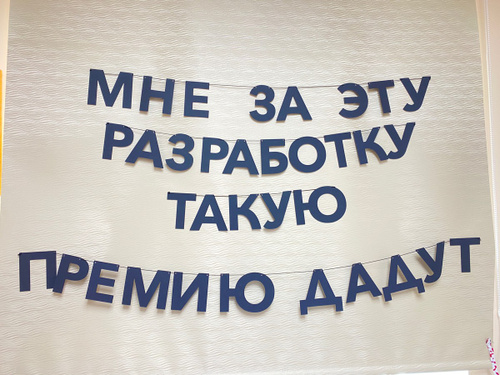 МНЕ ЗА ЭТУ
РАЗРАБОТКУ
ТАКУЮ
ПРЕМИЮ ДАДУТ